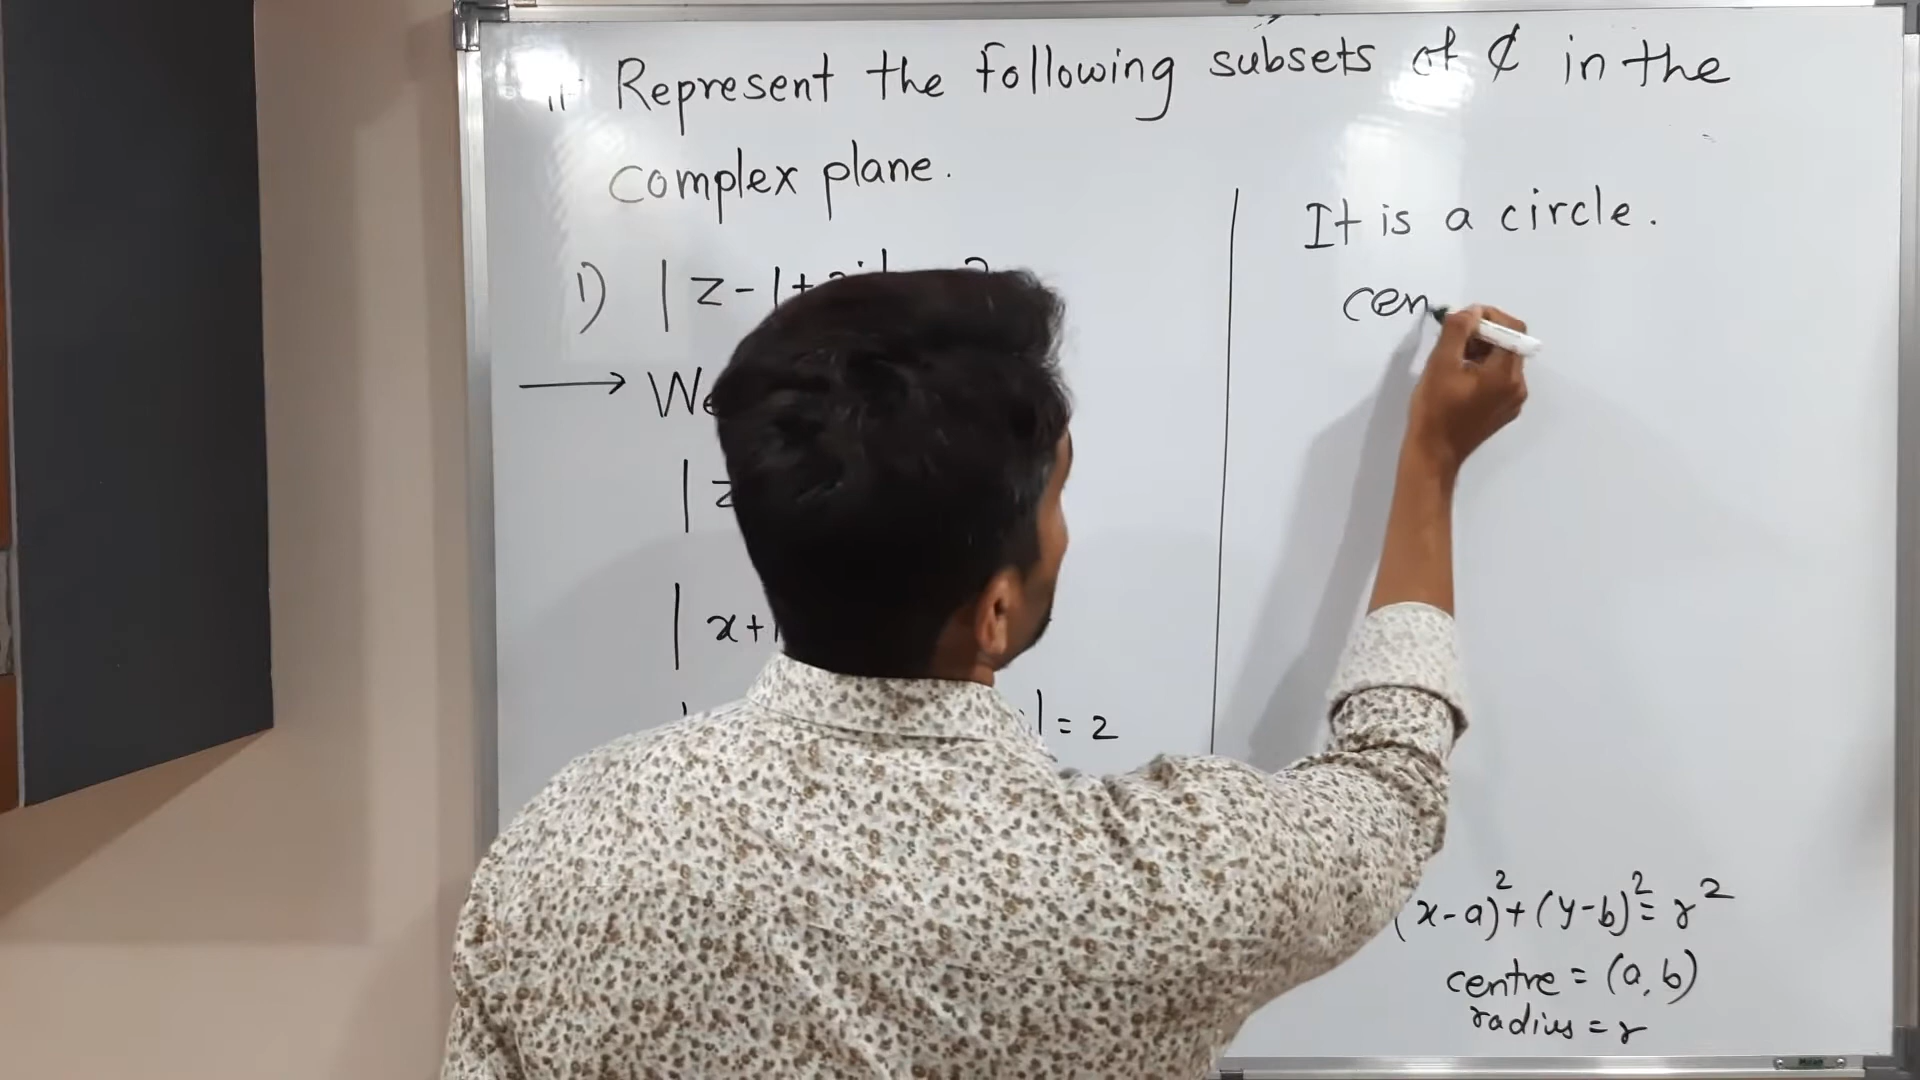 Represent the following subsets of ₵ in the
complex plane.
1) | z - 1 +
→ We
| z
| x +
| = 2
It is a circle.
cen
(x-a)² + (y-b)² = r²
centre = (a, b)
radius = r